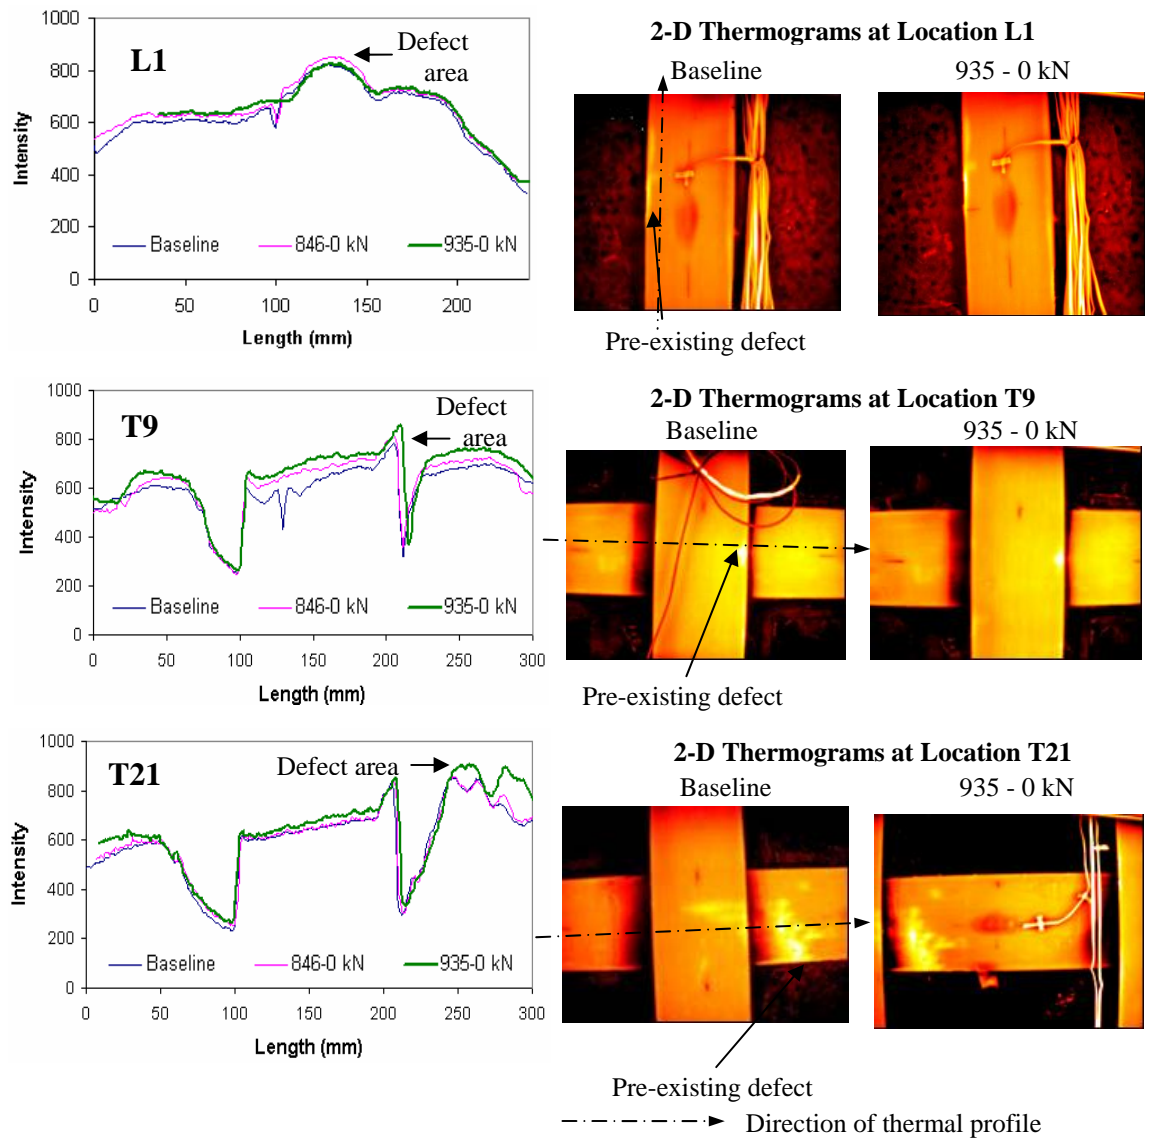 2-D Thermograms at Location L1
Baseline
935 - 0 kN
1000
800
600
400
200
0
Intensity
L1
Defect
area
Baseline
846-0 kN
935-0 kN
0
50
100
150
200
Length (mm)
Pre-existing defect
2-D Thermograms at Location T9
Baseline
935 - 0 kN
1000
800
600
400
200
0
Intensity
T9
Defect
area
Baseline
846-0 kN
935-0 kN
0
50
100
150
200
250
300
Length (mm)
Pre-existing defect
2-D Thermograms at Location T21
Baseline
935 - 0 kN
1000
800
600
400
200
0
Intensity
T21
Defect area
Baseline
846-0 kN
935-0 kN
0
50
100
150
200
250
300
Length (mm)
Pre-existing defect
Direction of thermal profile